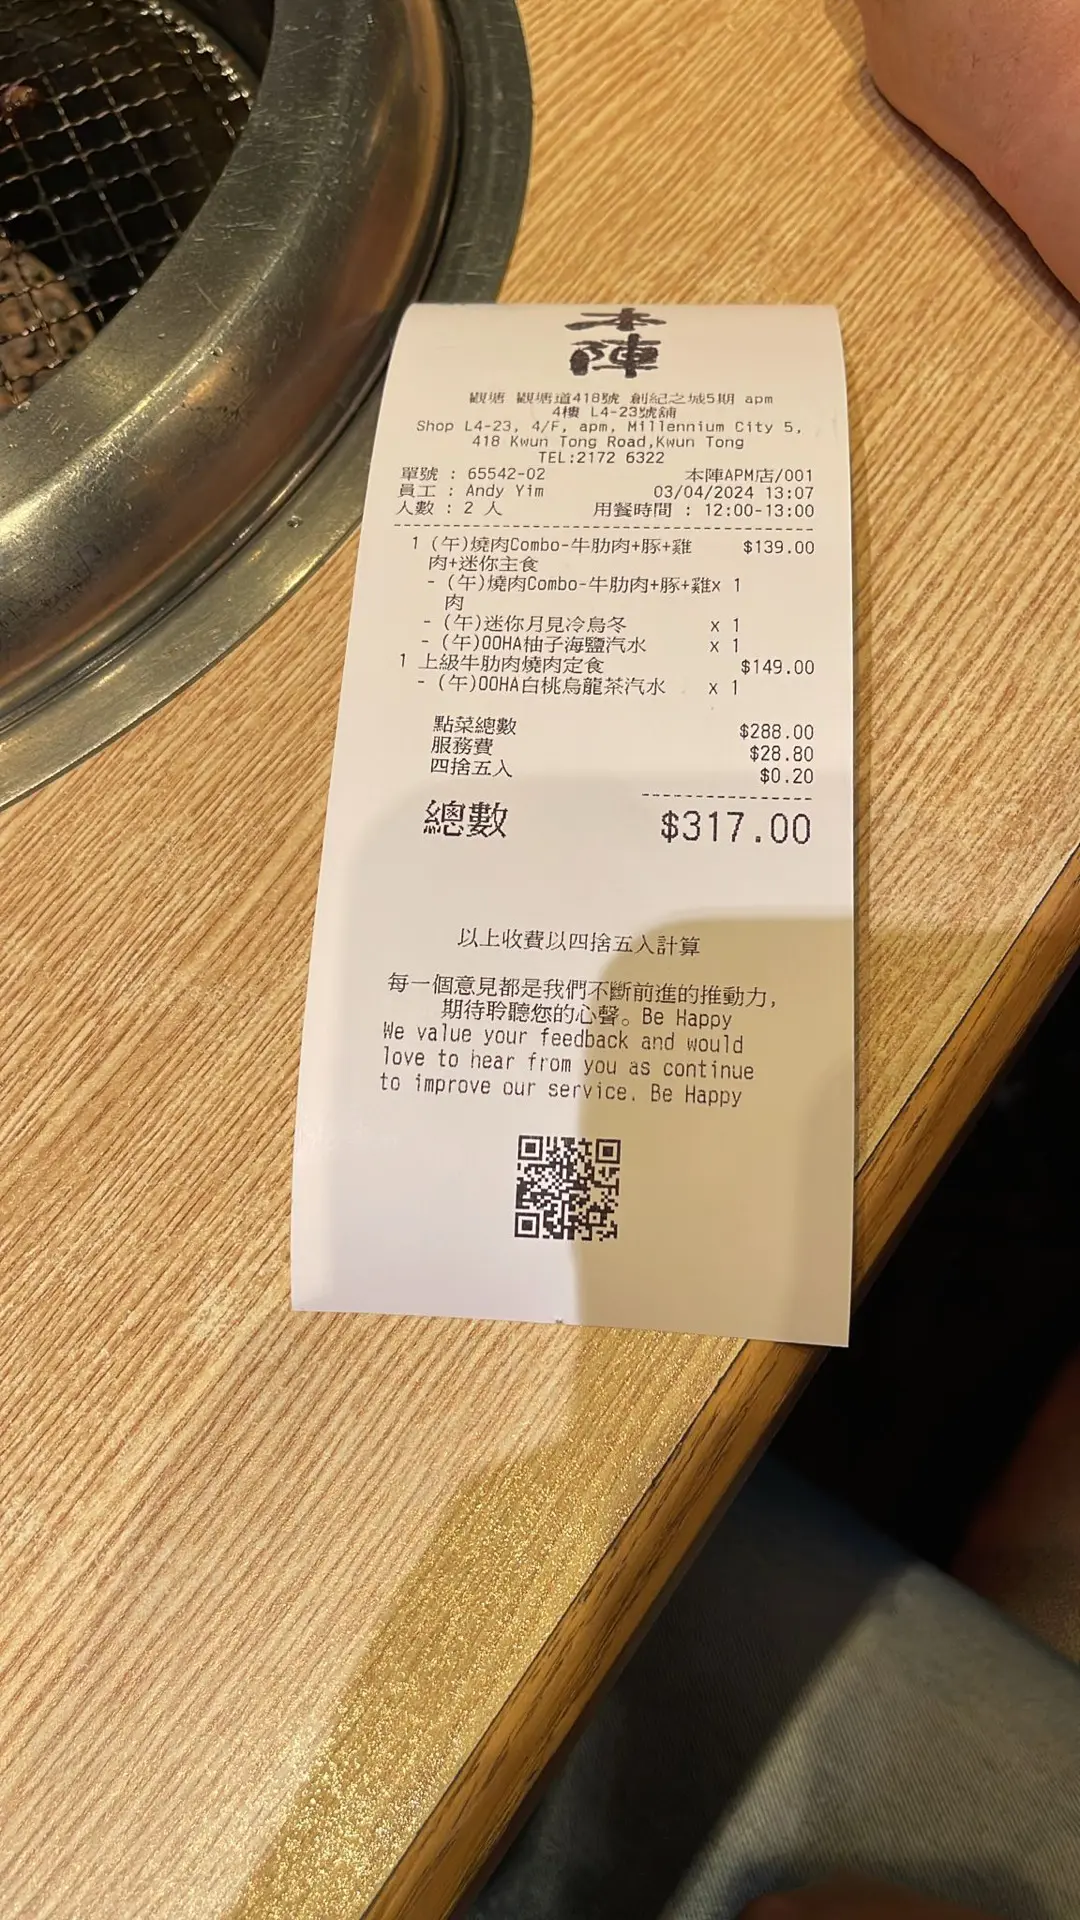 本陣
觀塘 觀塘道418號 創紀之城5期 apm
4樓 L4-23號舖
Shop L4-23, 4/F, apm, Millennium City 5,
418 Kwun Tong Road,Kwun Tong
TEL:2172 6322
單號 : 65542-02 本陣APM店/001
員工 : Andy Yim 03/04/2024 13:07
人數 : 2 人 用餐時間 : 12:00-13:00
1 (午)燒肉Combo-牛肋肉+豚+雞 $139.00
肉+迷你主食
- (午)燒肉Combo-牛肋肉+豚+雞x 1
肉
- (午)迷你月見冷烏冬 x 1
- (午)OOHA柚子海鹽汽水 x 1
1 上級牛肋肉燒肉定食 $149.00
- (午)OOHA白桃烏龍茶汽水 x 1
點菜總數 $288.00
服務費 $28.80
四捨五入 $0.20
總數 $317.00
以上收費以四捨五入計算
每一個意見都是我們不斷前進的推動力,
期待聆聽您的心聲。Be Happy
We value your feedback and would
love to hear from you as continue
to improve our service. Be Happy